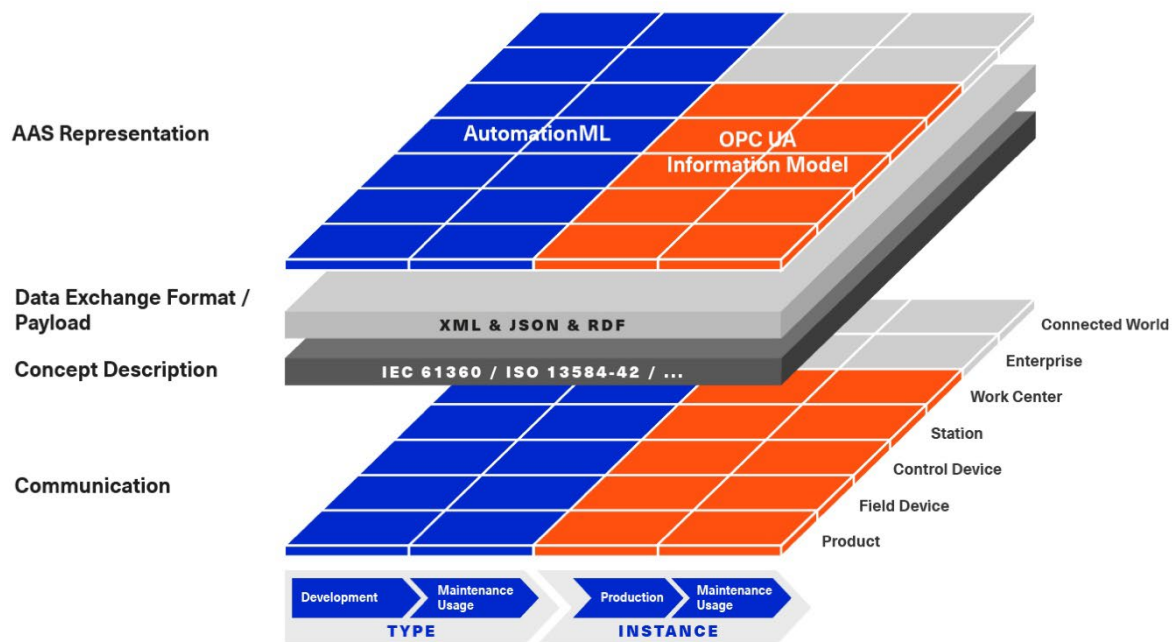 AAS Representation
AutomationML
OPC UA
Information Model
Data Exchange Format /
Payload
XML & JSON & RDF
Concept Description
IEC 61360 / ISO 13584-42 / ...
Communication
Connected World
Enterprise
Work Center
Station
Control Device
Field Device
Product
Development
Maintenance
Usage
Production
Maintenance
Usage
TYPE
INSTANCE